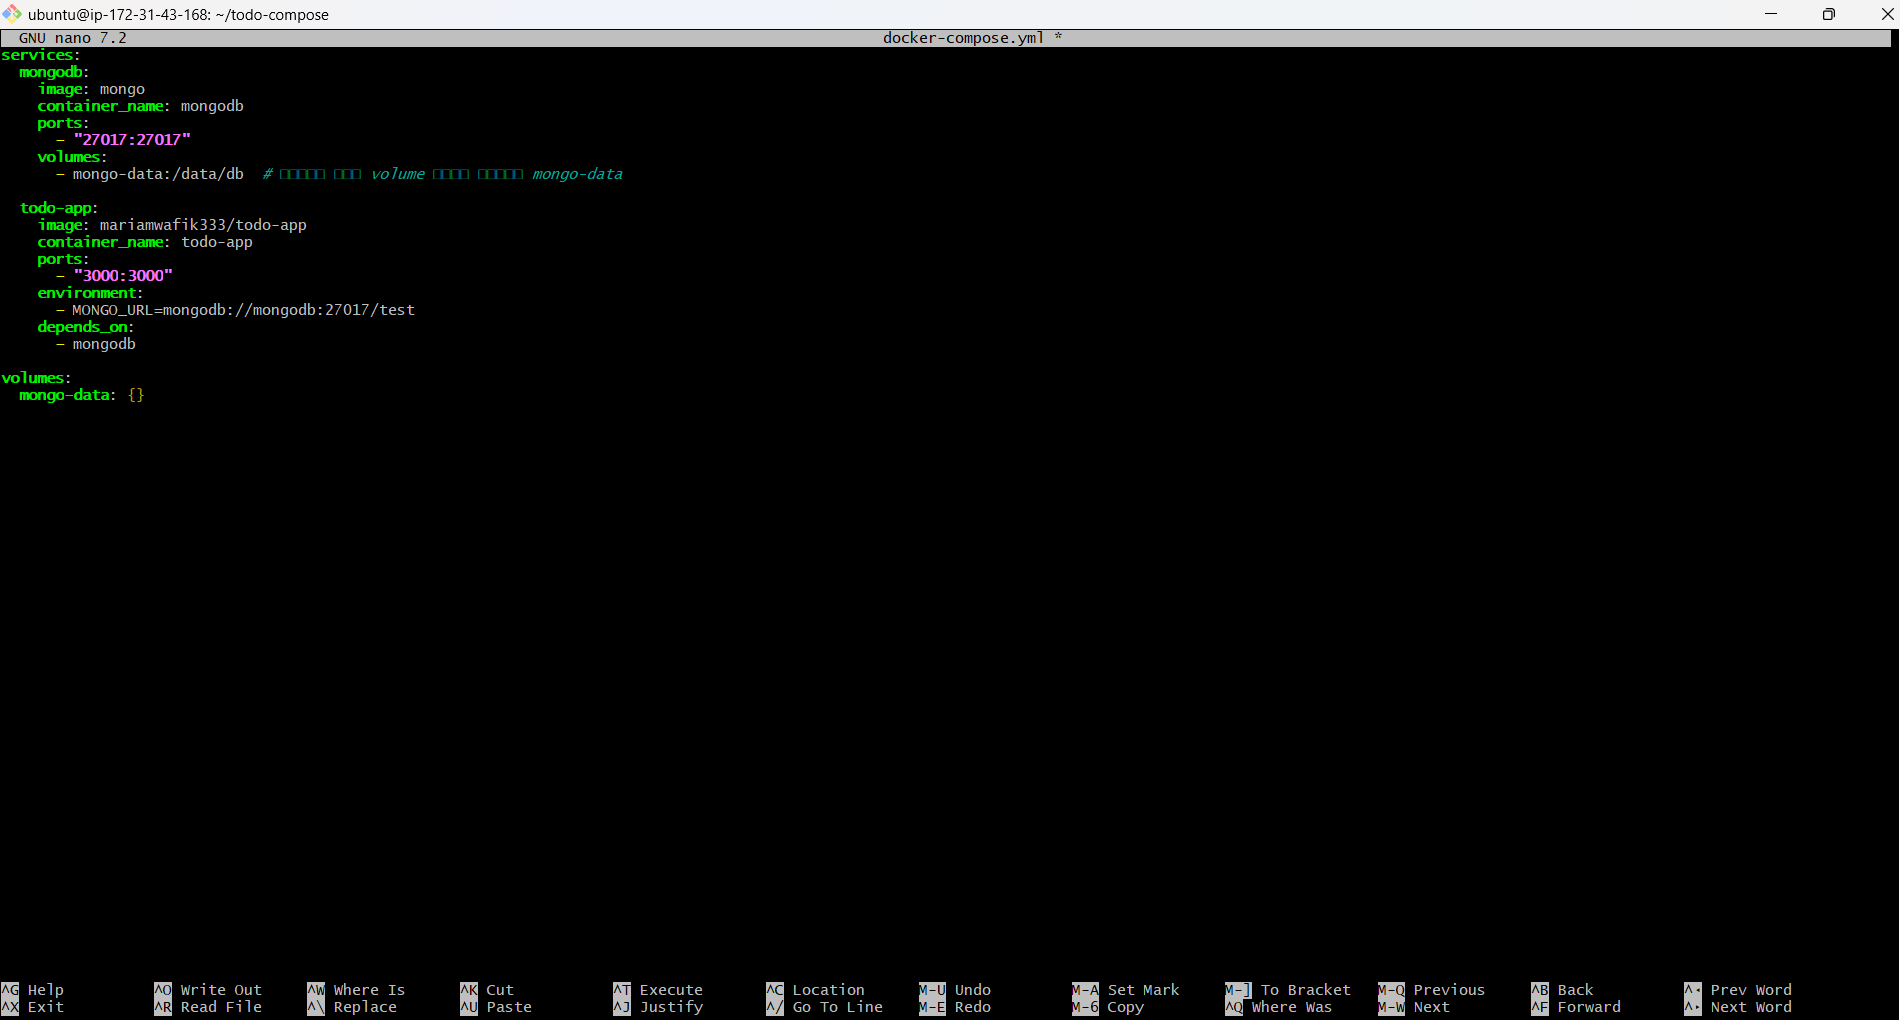 ubuntu@ip-172-31-43-168: ~/todo-compose
GNU nano 7.2 docker-compose.yml *
services:
  mongodb:
    image: mongo
    container_name: mongodb
    ports:
      - "27017:27017"
    volumes:
      - mongo-data:/data/db  # volume mongo-data
  todo-app:
    image: mariamwafik333/todo-app
    container_name: todo-app
    ports:
      - "3000:3000"
    environment:
      - MONGO_URL=mongodb://mongodb:27017/test
    depends_on:
      - mongodb
volumes:
  mongo-data: {}
^G Help ^O Write Out ^W Where Is ^K Cut ^T Execute ^C Location M-U Undo M-A Set Mark M-] To Bracket M-Q Previous ^B Back ^◂ Prev Word
^X Exit ^R Read File ^\ Replace ^U Paste ^J Justify ^/ Go To Line M-E Redo M-6 Copy ^Q Where Was M-W Next ^F Forward ^▸ Next Word